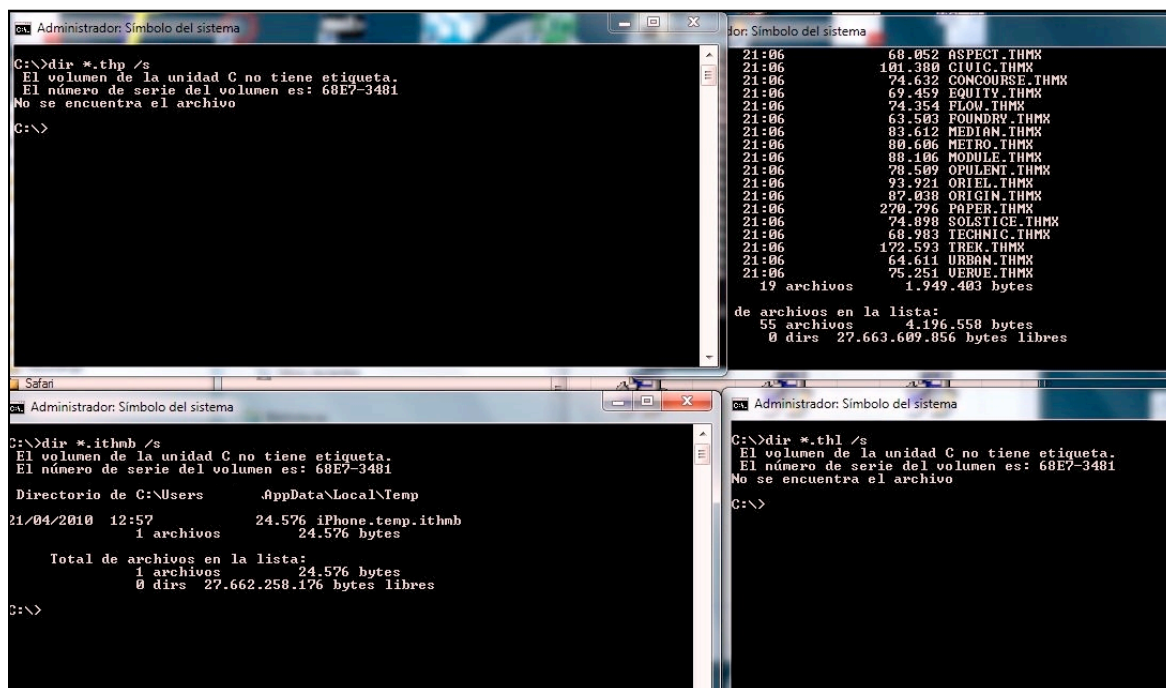 Administrador: Símbolo del sistema
C:\>dir *.thp /s
El volumen de la unidad C no tiene etiqueta.
El número de serie del volumen es: 68E7-3481
No se encuentra el archivo
C:\>
dor: Símbolo del sistema
21:06 68.052 ASPECT.THMX
21:06 101.380 CIVIC.THMX
21:06 74.632 CONCOURSE.THMX
21:06 69.459 EQUITY.THMX
21:06 74.354 FLOW.THMX
21:06 63.503 FOUNDRY.THMX
21:06 83.612 MEDIAN.THMX
21:06 80.606 METRO.THMX
21:06 88.106 MODULE.THMX
21:06 78.509 OPULENT.THMX
21:06 93.921 ORIEL.THMX
21:06 87.038 ORIGIN.THMX
21:06 270.796 PAPER.THMX
21:06 74.898 SOLSTICE.THMX
21:06 68.983 TECHNIC.THMX
21:06 172.593 TREK.THMX
21:06 64.611 URBAN.THMX
21:06 75.251 VERVE.THMX
19 archivos 1.949.403 bytes
de archivos en la lista:
55 archivos 4.196.558 bytes
0 dirs 27.663.609.856 bytes libres
Safari
Administrador: Símbolo del sistema
C:\>dir *.ithmb /s
El volumen de la unidad C no tiene etiqueta.
El número de serie del volumen es: 68E7-3481
Directorio de C:\Users .AppData\Local\Temp
21/04/2010 12:57 24.576 iPhone.temp.ithmb
1 archivos 24.576 bytes
Total de archivos en la lista:
1 archivos 24.576 bytes
0 dirs 27.662.258.176 bytes libres
C:\>
Administrador: Símbolo del sistema
C:\>dir *.thl /s
El volumen de la unidad C no tiene etiqueta.
El número de serie del volumen es: 68E7-3481
No se encuentra el archivo
C:\>